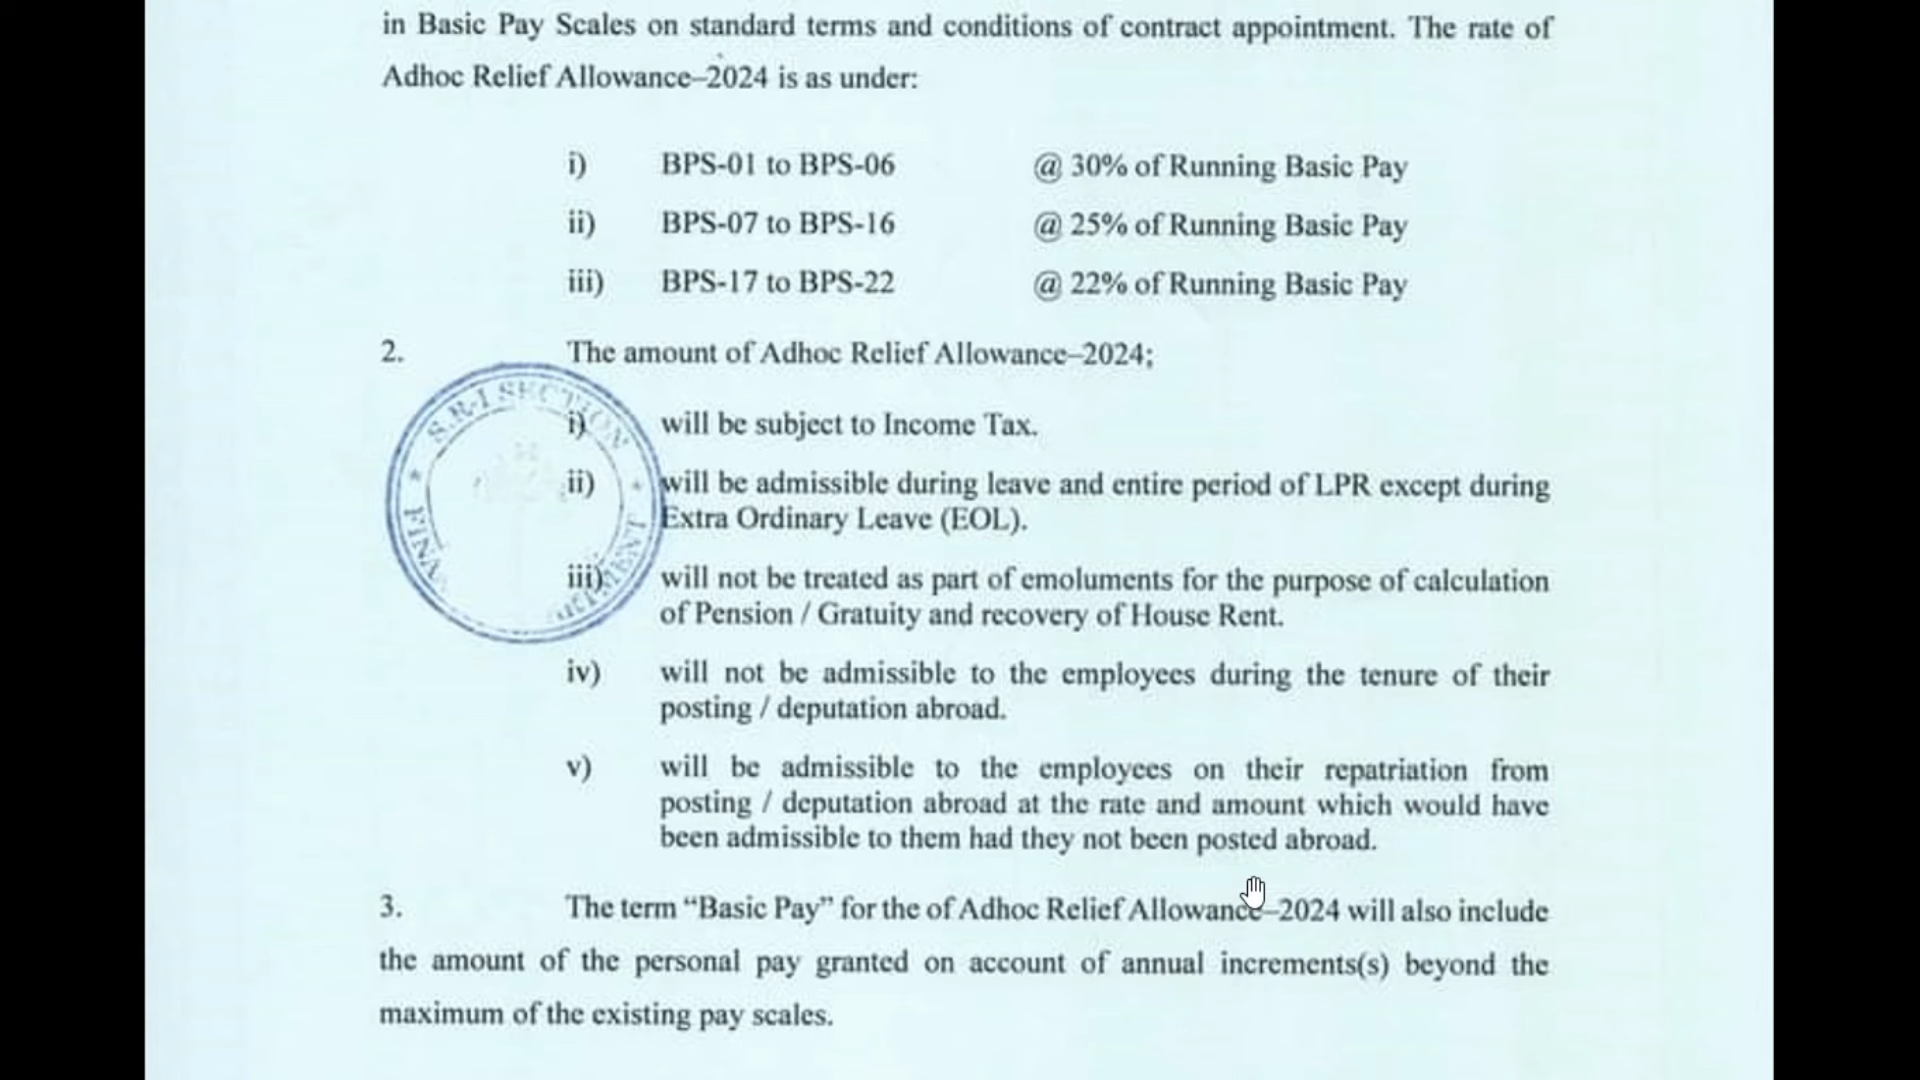 in Basic Pay Scales on standard terms and conditions of contract appointment. The rate of
Adhoc Relief Allowance–2024 is as under:
i) BPS-01 to BPS-06 @ 30% of Running Basic Pay
ii) BPS-07 to BPS-16 @ 25% of Running Basic Pay
iii) BPS-17 to BPS-22 @ 22% of Running Basic Pay
2. The amount of Adhoc Relief Allowance–2024;
S.R-I SECTION
i) will be subject to Income Tax.
ii) will be admissible during leave and entire period of LPR except during
Extra Ordinary Leave (EOL).
iii) will not be treated as part of emoluments for the purpose of calculation
of Pension / Gratuity and recovery of House Rent.
iv) will not be admissible to the employees during the tenure of their
posting / deputation abroad.
v) will be admissible to the employees on their repatriation from
posting / deputation abroad at the rate and amount which would have
been admissible to them had they not been posted abroad.
3. The term “Basic Pay” for the of Adhoc Relief Allowance–2024 will also include
the amount of the personal pay granted on account of annual increments(s) beyond the
maximum of the existing pay scales.